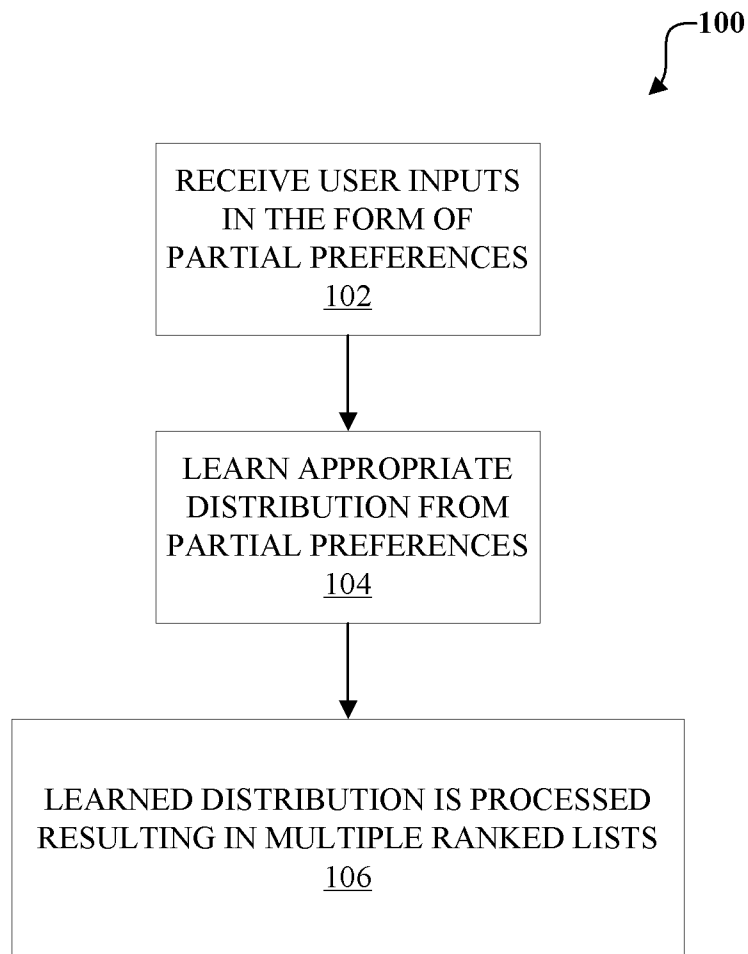 100
RECEIVE USER INPUTS
IN THE FORM OF
PARTIAL PREFERENCES
102
LEARN APPROPRIATE
DISTRIBUTION FROM
PARTIAL PREFERENCES
104
LEARNED DISTRIBUTION IS PROCESSED
RESULTING IN MULTIPLE RANKED LISTS
106